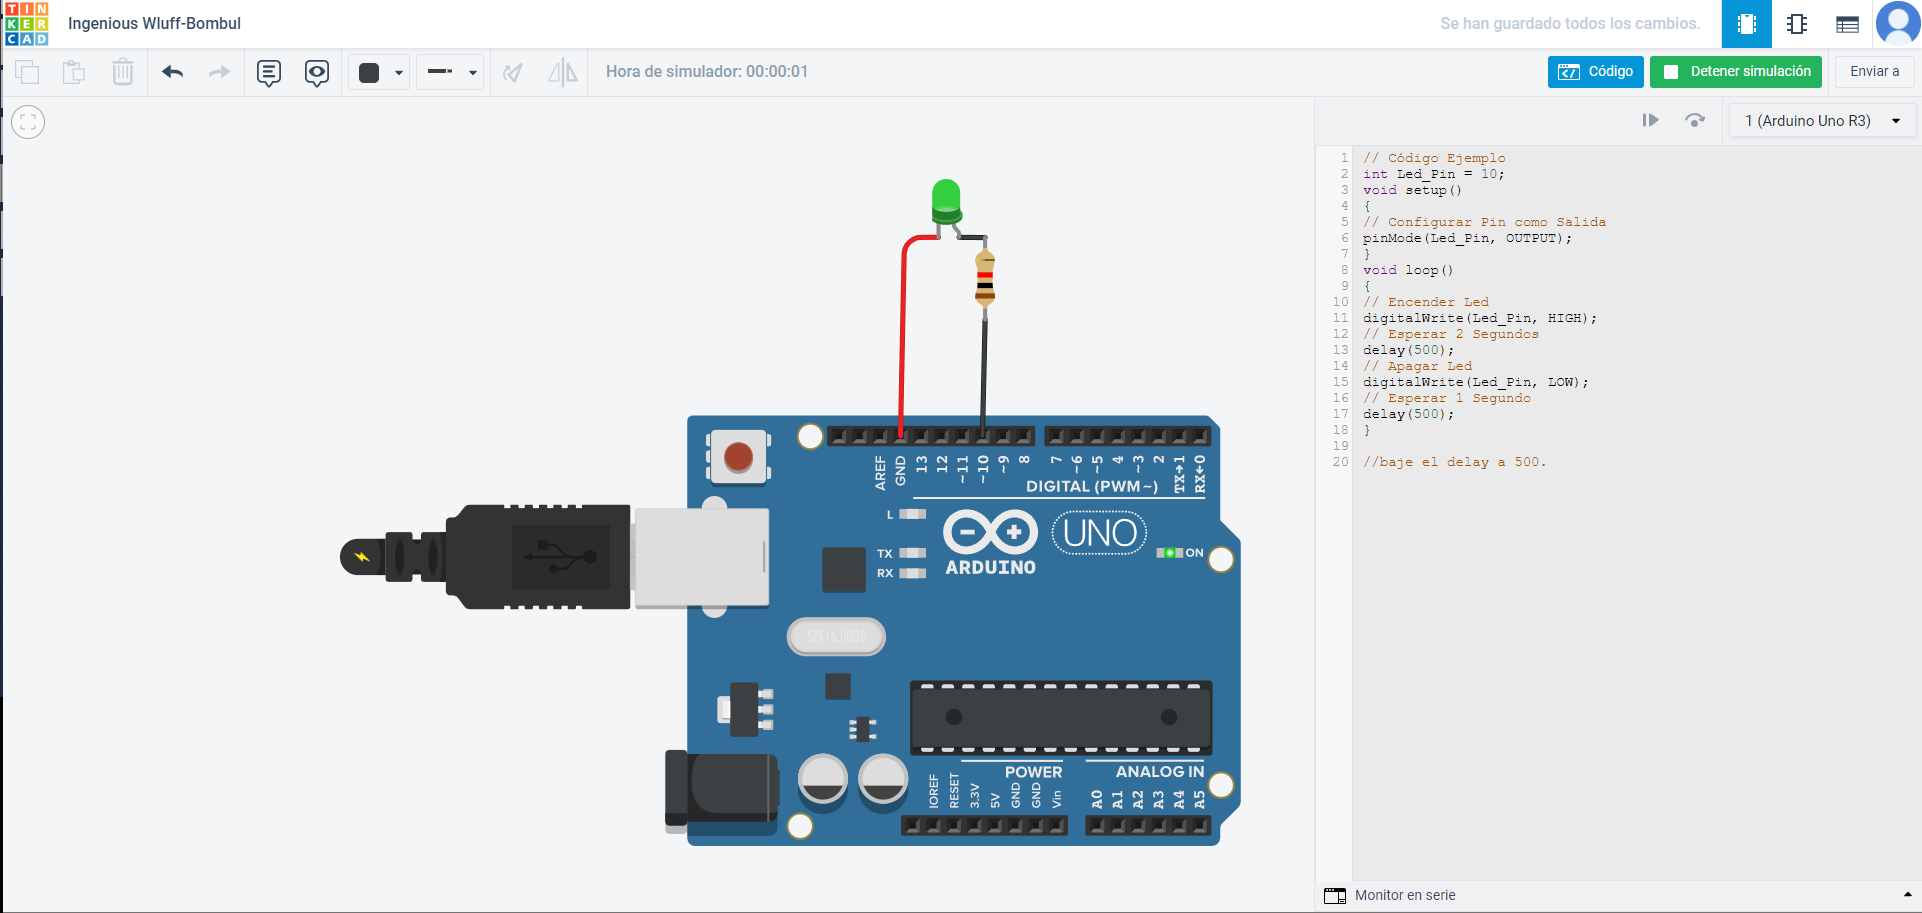 TIN
KER
CAD
Ingenious Wluff-Bombul
Se han guardado todos los cambios.
Hora de simulador: 00:00:01
Código
Detener simulación
Enviar a
1 (Arduino Uno R3)
1 // Código Ejemplo
2 int Led_Pin = 10;
3 void setup()
4 {
5 // Configurar Pin como Salida
6 pinMode(Led_Pin, OUTPUT);
7 }
8 void loop()
9 {
10 // Encender Led
11 digitalWrite(Led_Pin, HIGH);
12 // Esperar 2 Segundos
13 delay(500);
14 // Apagar Led
15 digitalWrite(Led_Pin, LOW);
16 // Esperar 1 Segundo
17 delay(500);
18 }
19
20 //baje el delay a 500.
AREF
GND
13
12
~11
~10
~9
8
7
~6
~5
4
~3
2
TX→1
RX←0
DIGITAL (PWM~)
L
TX
RX
ARDUINO
UNO
ON
SPK16.000G
POWER
ANALOG IN
IOREF
RESET
3.3V
5V
GND
GND
Vin
A0
A1
A2
A3
A4
A5
Monitor en serie